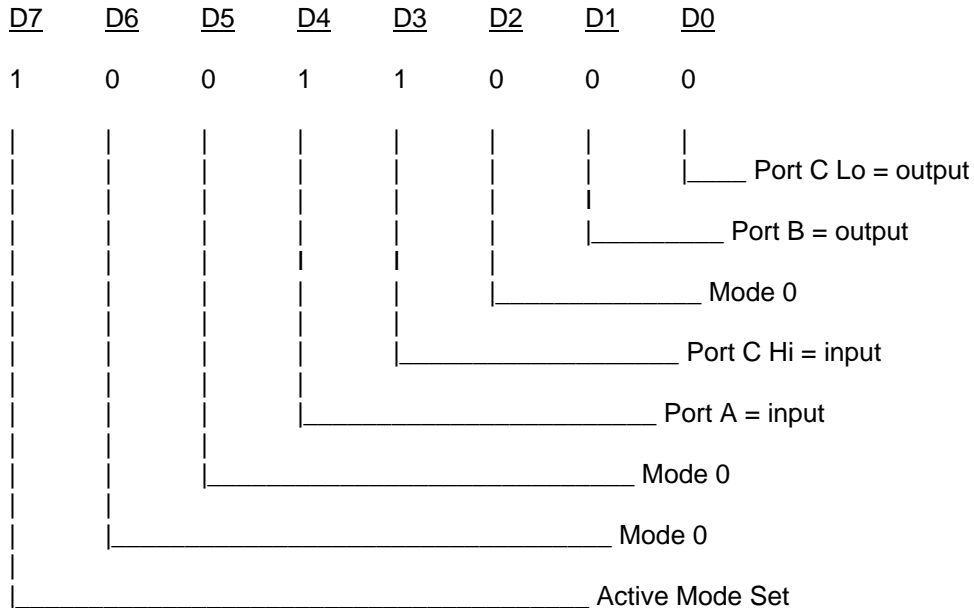 D7 D6 D5 D4 D3 D2 D1 D0
1 0 0 1 1 0 0 0
Port C Lo = output
Port B = output
Mode 0
Port C Hi = input
Port A = input
Mode 0
Mode 0
Active Mode Set